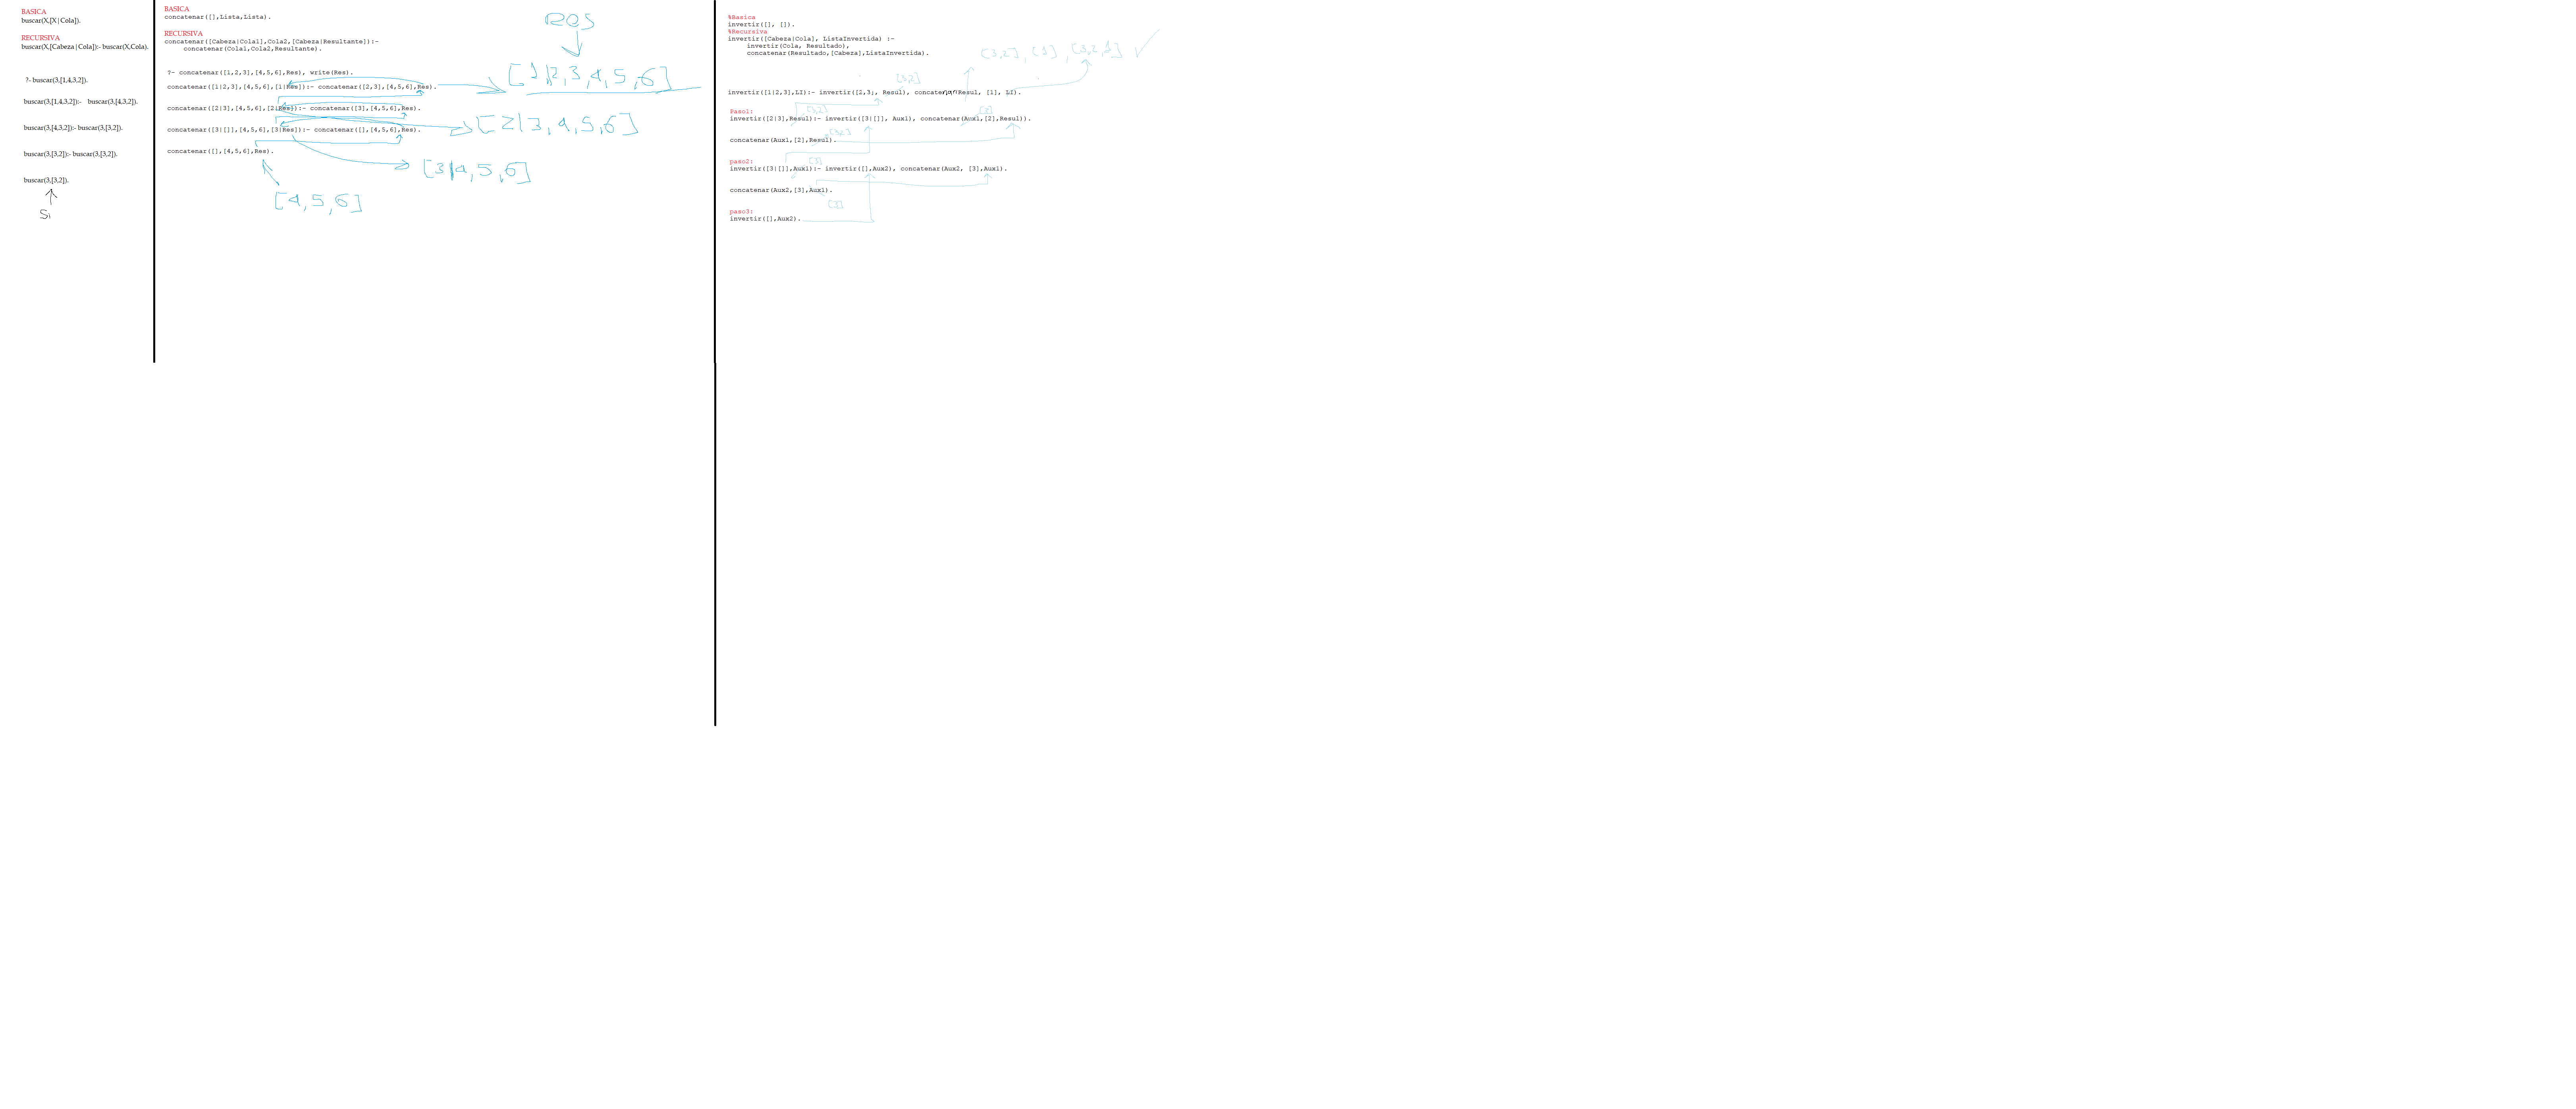 BASICA
buscar(X,[X|Cola]).
RECURSIVA
buscar(X,[Cabeza|Cola]):- buscar(X,Cola).
?- buscar(3,[1,4,3,2]).
buscar(3,[1,4,3,2]):- buscar(3,[4,3,2]).
buscar(3,[4,3,2]):- buscar(3,[3,2]).
buscar(3,[3,2]):- buscar(3,[3,2]).
buscar(3,[3,2]).
Si
BASICA
concatenar([],Lista,Lista).
RECURSIVA
concatenar([Cabeza|Cola1],Cola2,[Cabeza|Resultante]):-
concatenar(Cola1,Cola2,Resultante).
Res
?- concatenar([1,2,3],[4,5,6],Res), write(Res).
[1|2,3,4,5,6]
concatenar([1|2,3],[4,5,6],[1|Res]):- concatenar([2,3],[4,5,6],Res).
concatenar([2|3],[4,5,6],[2|Res]):- concatenar([3],[4,5,6],Res).
[2|3,4,5,6]
concatenar([3|[]],[4,5,6],[3|Res]):- concatenar([],[4,5,6],Res).
concatenar([],[4,5,6],Res).
[3|4,5,6]
[4,5,6]
%Basica
invertir([], []).
%Recursiva
invertir([Cabeza|Cola], ListaInvertida) :-
invertir(Cola, Resultado),
concatenar(Resultado,[Cabeza],ListaInvertida).
[3,2], [1], [3,2,1]
[3,2]
invertir([1|2,3],LI):- invertir([2,3;, Resul), concatenar(Resul, [1], LI).
[3,2]
[2]
Paso1:
invertir([2|3],Resul):- invertir([3|[]], Aux1), concatenar(Aux1,[2],Resul)).
[3,2]
concatenar(Aux1,[2],Resul).
paso2:
[3]
invertir([3|[]],Aux1):- invertir([],Aux2), concatenar(Aux2, [3],Aux1).
concatenar(Aux2,[3],Aux1).
[3]
paso3:
invertir([],Aux2).